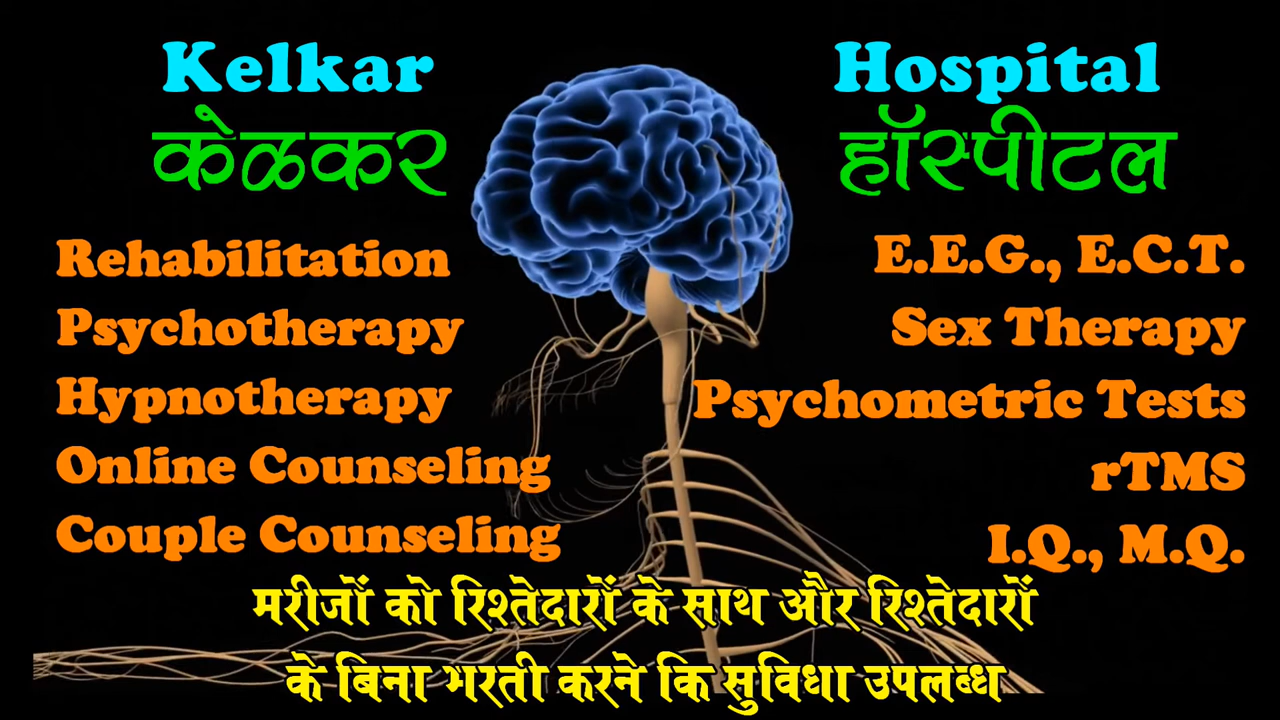 Kelkar Hospital
केळकर हॉस्पीटल
Rehabilitation
Psychotherapy
Hypnotherapy
Online Counseling
Couple Counseling
E.E.G., E.C.T.
Sex Therapy
Psychometric Tests
rTMS
I.Q., M.Q.
मरीजों को रिश्तेदारों के साथ और रिश्तेदारों
के बिना भरती करने कि सुविधा उपलब्ध